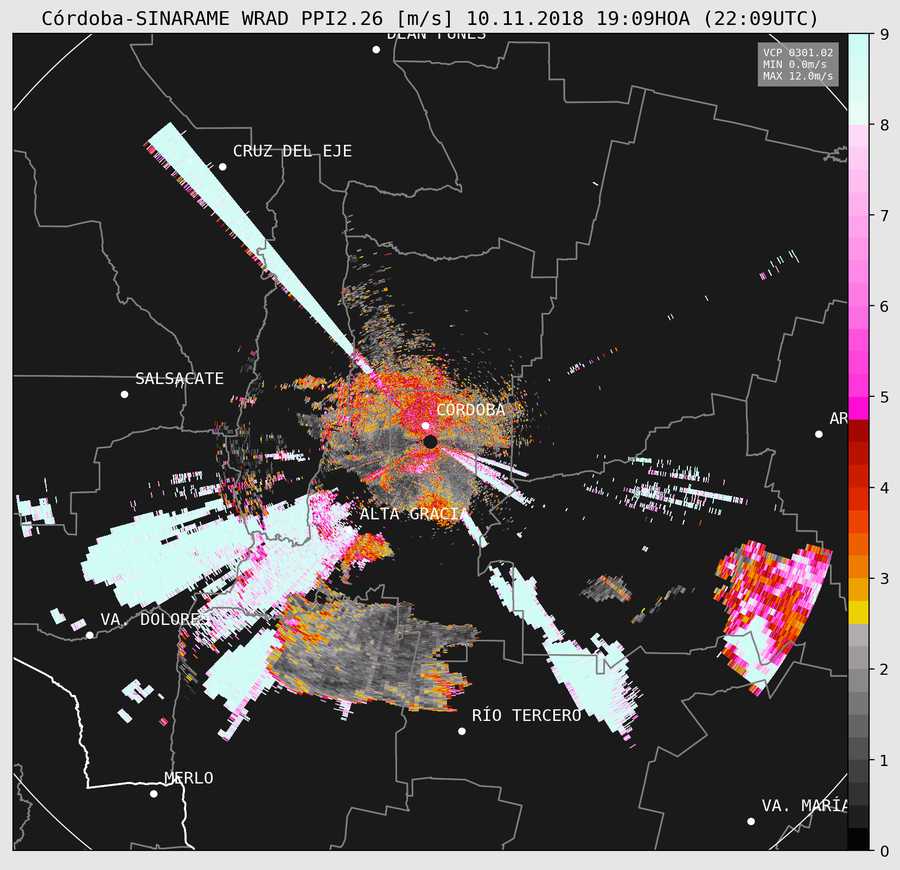 Córdoba-SINARAME WRAD PPI2.26 [m/s] 10.11.2018 19:09HOA (22:09UTC)
DEAN FUNES
VCP 0301.02
MIN 0.0m/s
MAX 12.0m/s
9
CRUZ DEL EJE
8
7
6
SALSACATE
5
CÓRDOBA
AR
4
ALTA GRACIA
3
VA. DOLORES
2
RÍO TERCERO
1
MERLO
VA. MARÍA
0